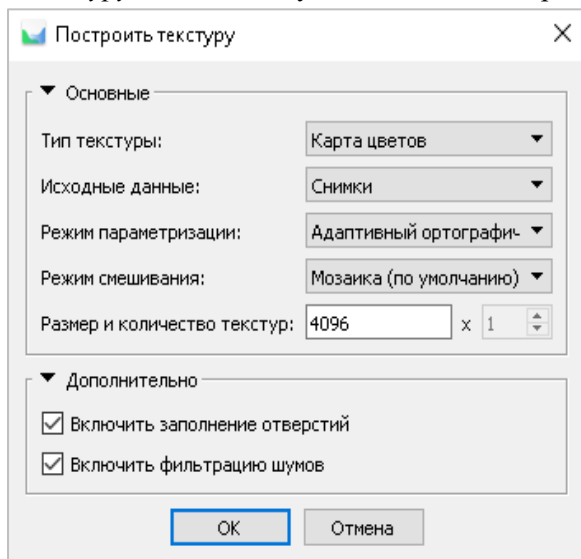 Построить текстуру
Основные
Тип текстуры: Карта цветов
Исходные данные: Снимки
Режим параметризации: Адаптивный ортографич
Режим смешивания: Мозаика (по умолчанию)
Размер и количество текстур: 4096 x 1
Дополнительно
Включить заполнение отверстий
Включить фильтрацию шумов
OK Отмена